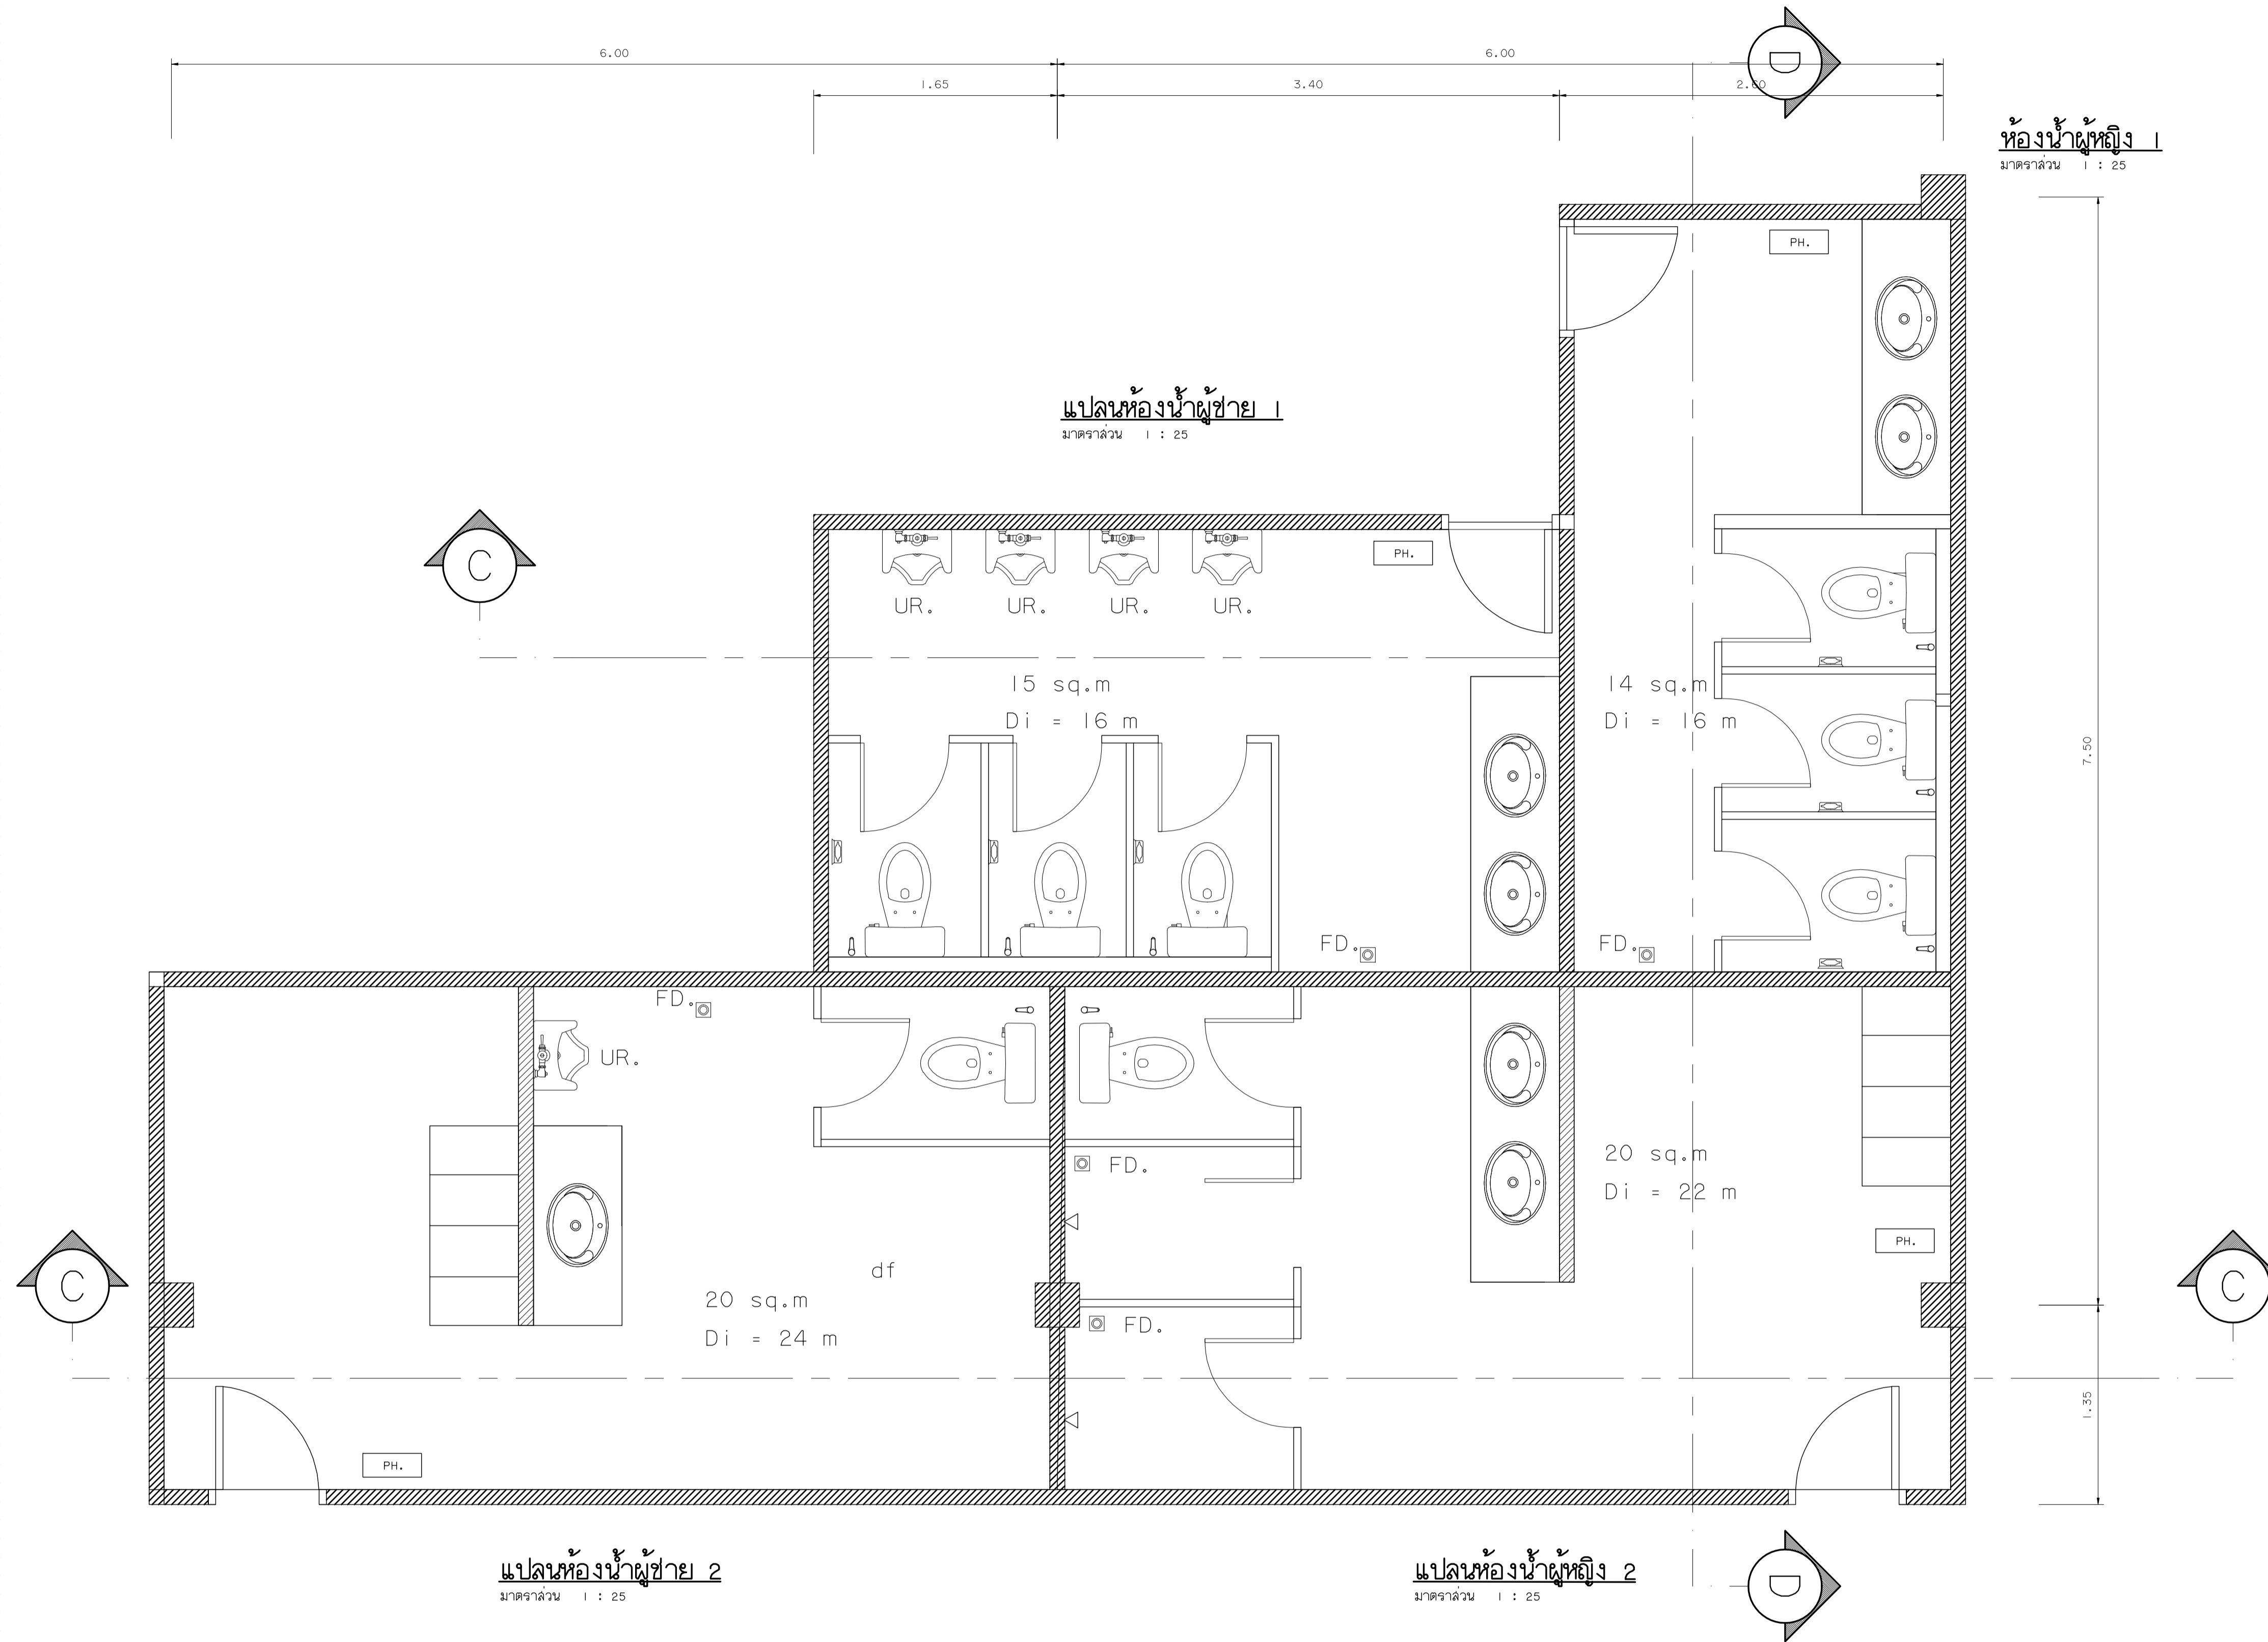 6.00
6.00
1.65
3.40
2.60
D
ห้องน้ำผู้หญิง 1
มาตราส่วน 1 : 25
PH.
แปลนห้องน้ำผู้ชาย 1
มาตราส่วน 1 : 25
C
PH.
UR. UR. UR. UR.
15 sq.m
Di = 16 m
14 sq.m
Di = 16 m
7.50
FD.
FD.
FD.
UR.
FD.
20 sq.m
Di = 22 m
PH.
C
df
C
20 sq.m
Di = 24 m
FD.
1.35
PH.
แปลนห้องน้ำผู้ชาย 2
มาตราส่วน 1 : 25
แปลนห้องน้ำผู้หญิง 2
มาตราส่วน 1 : 25
D